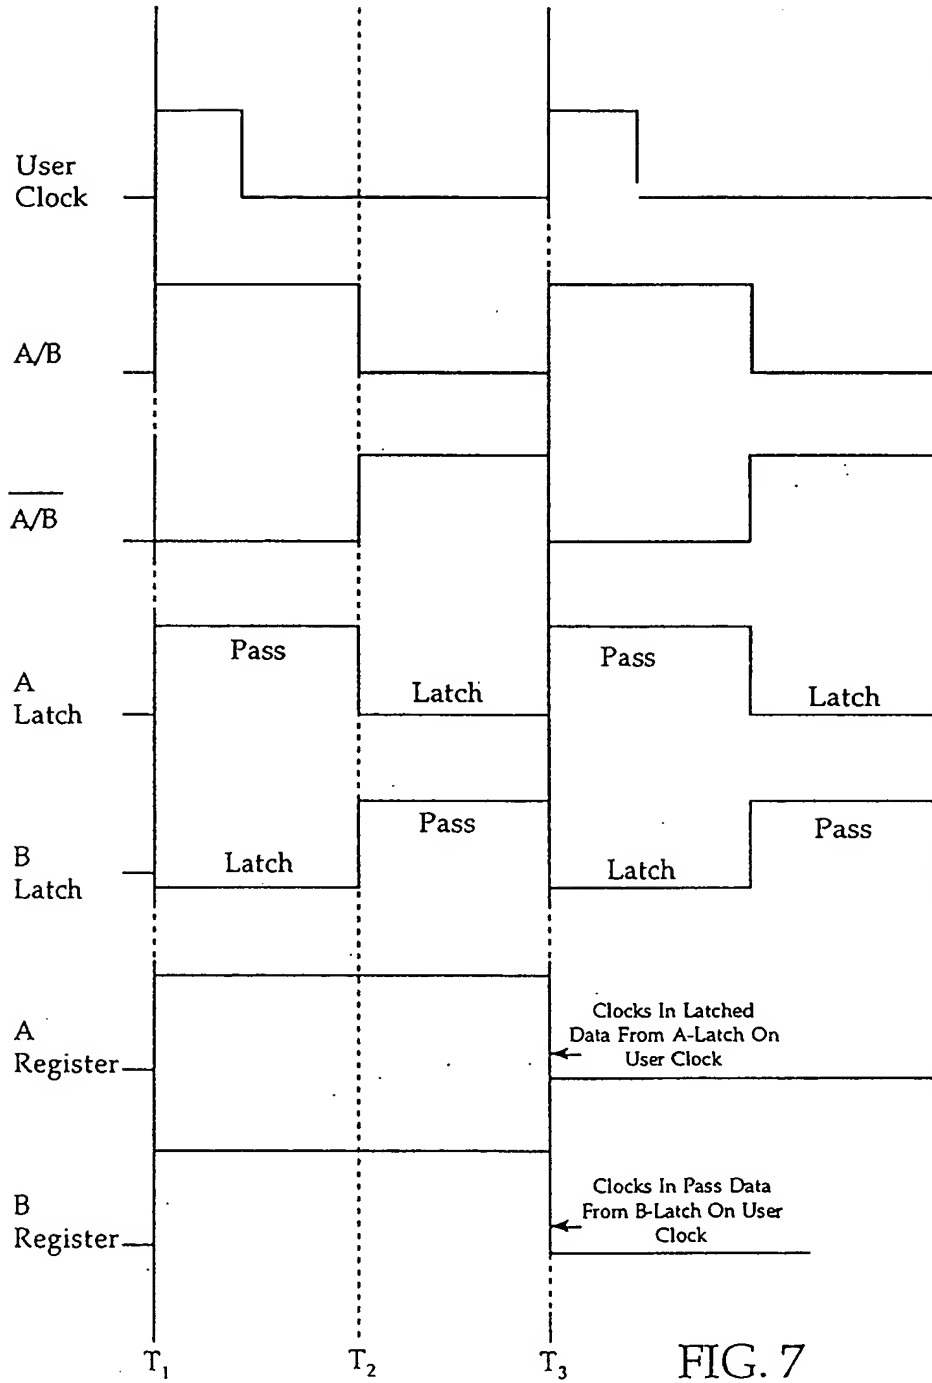 User
Clock
A/B
A/B
A
Latch
Pass
Latch
Pass
Latch
B
Latch
Latch
Pass
Latch
Pass
A
Register
Clocks In Latched
Data From A-Latch On
User Clock
B
Register
Clocks In Pass Data
From B-Latch On User
Clock
T₁
T₂
T₃
FIG. 7